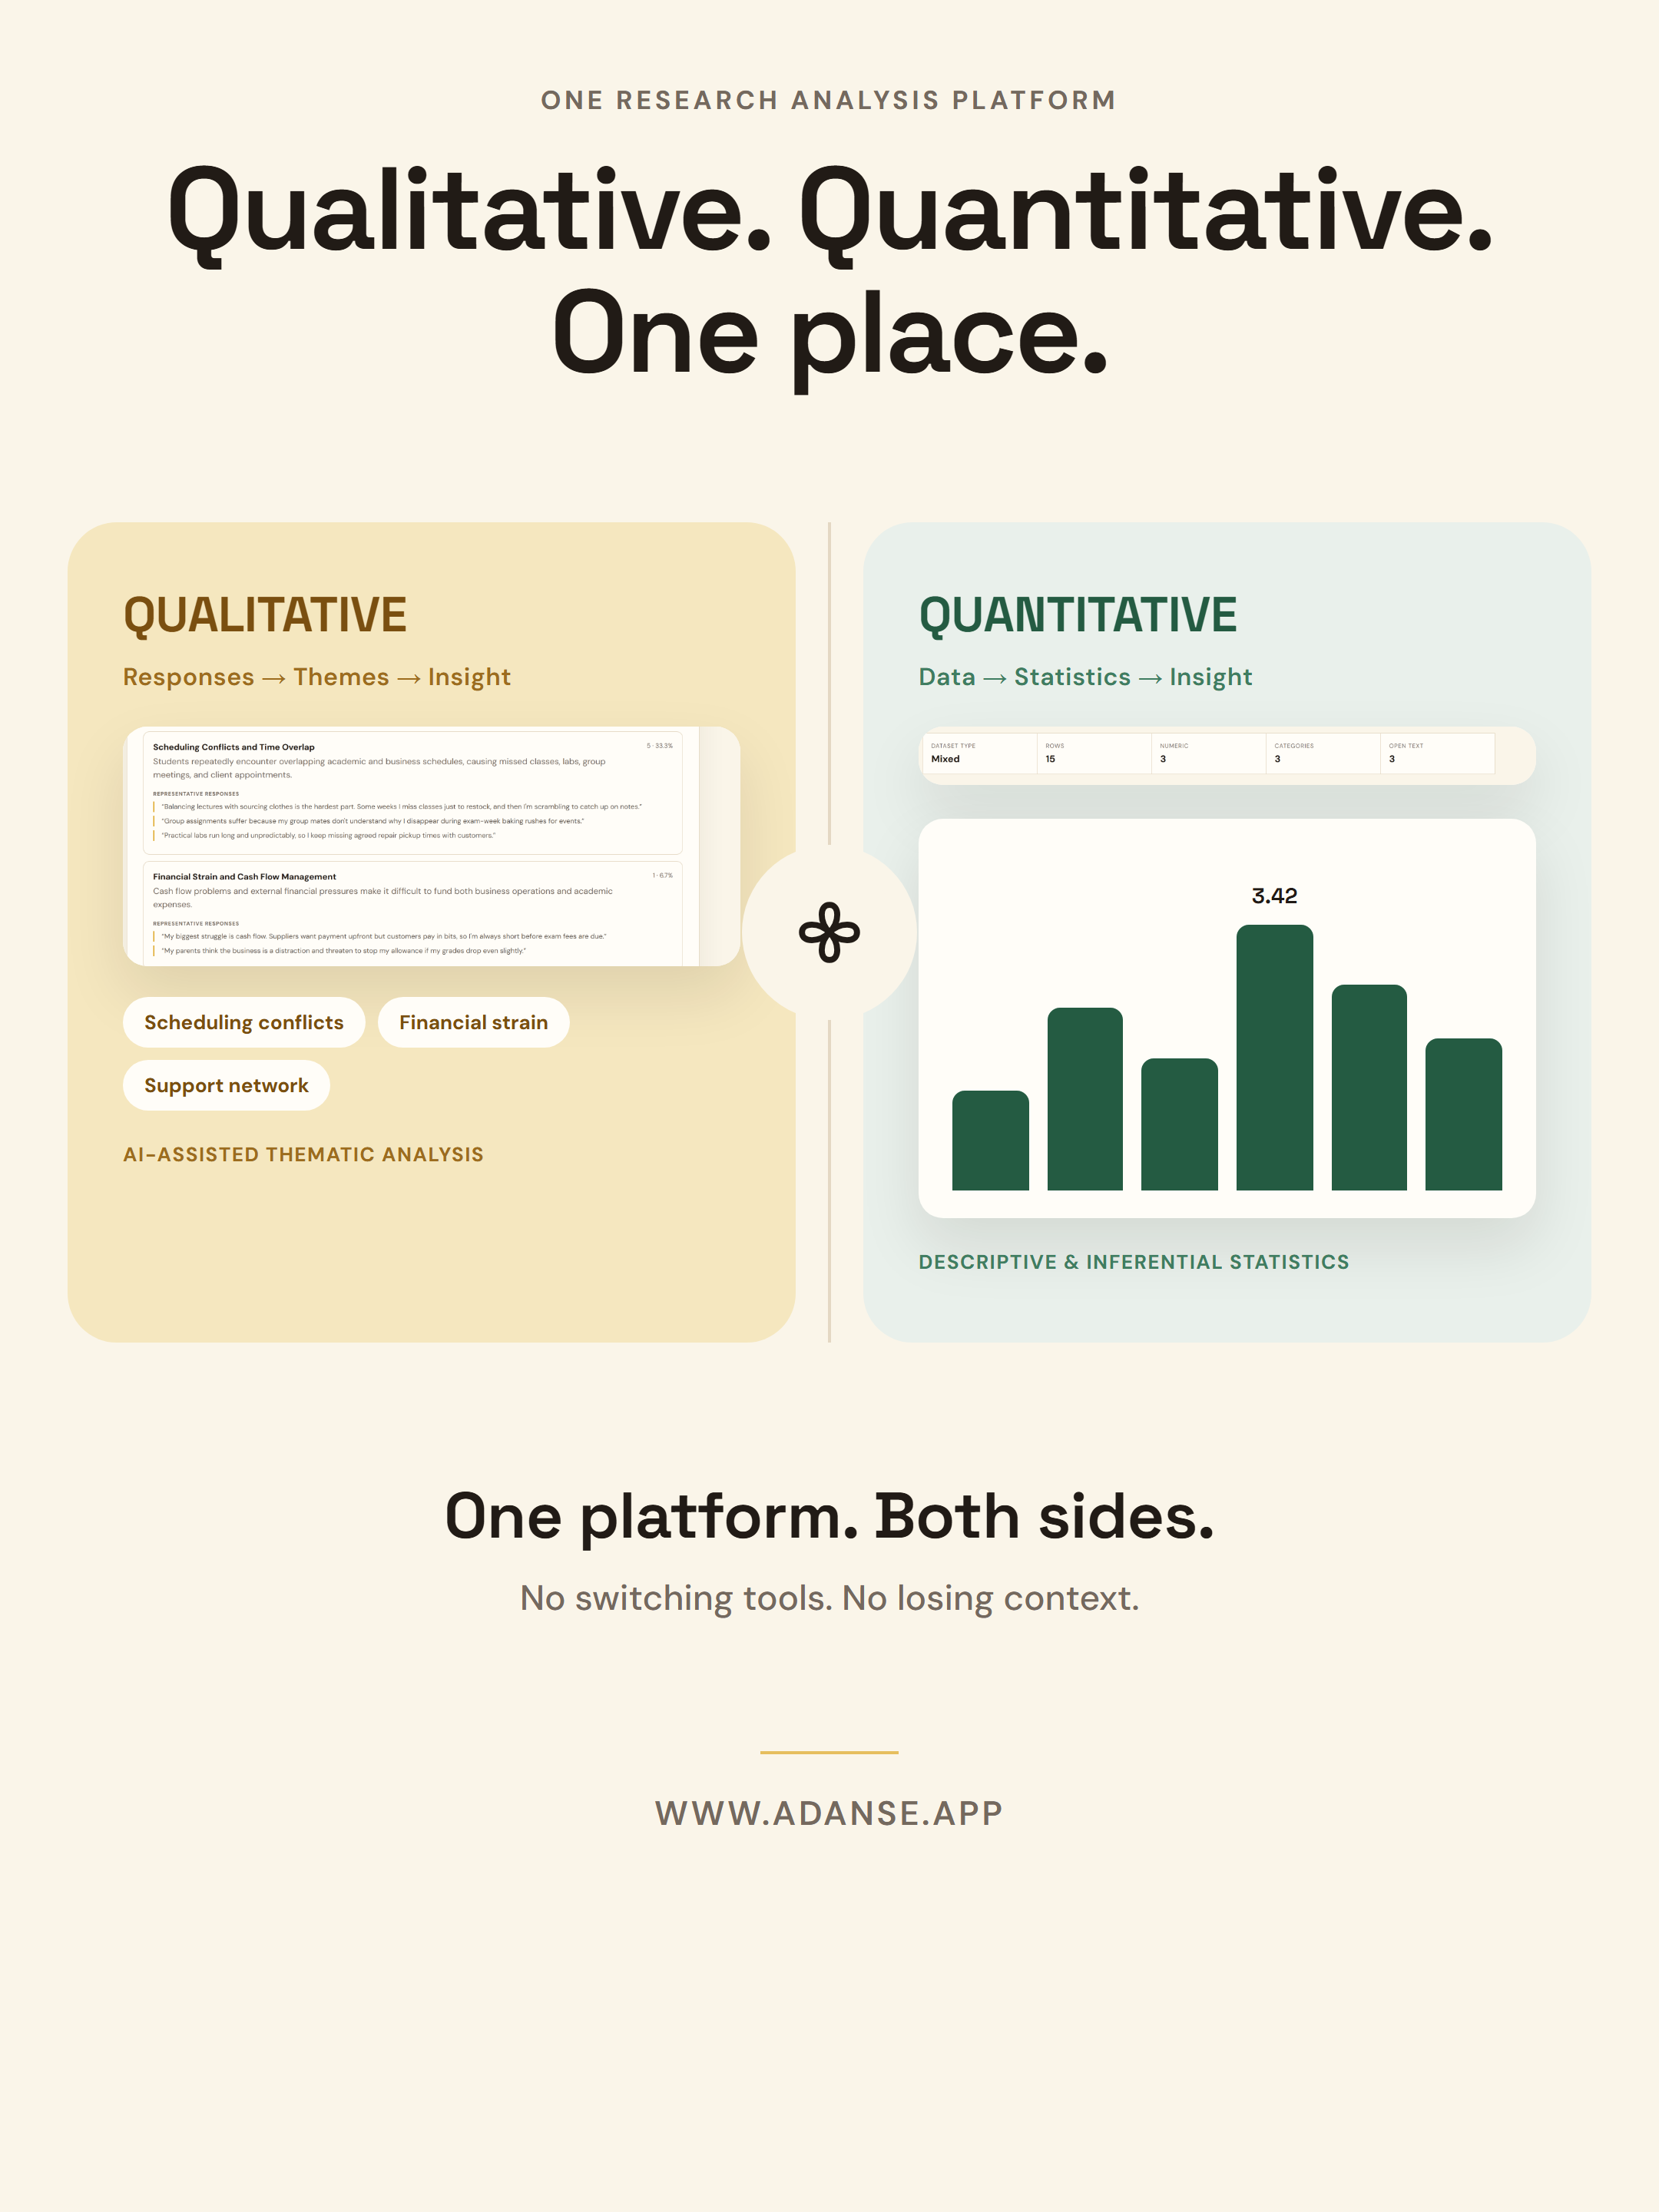 ONE RESEARCH ANALYSIS PLATFORM
Qualitative. Quantitative.
One place.
QUALITATIVE
Responses → Themes → Insight
Scheduling Conflicts and Time Overlap
5 · 33.3%
Students repeatedly encounter overlapping academic and business schedules, causing missed classes, labs, group
meetings, and client appointments.
REPRESENTATIVE RESPONSES
"Balancing lectures with sourcing clothes is the hardest part. Some weeks I miss classes just to restock, and then I'm scrambling to catch up on notes."
"Group assignments suffer because my group mates don't understand why I disappear during exam-week baking rushes for events."
"Practical labs run long and unpredictably, so I keep missing agreed repair pickup times with customers."
Financial Strain and Cash Flow Management
1 · 6.7%
Cash flow problems and external financial pressures make it difficult to fund both business operations and academic
expenses.
REPRESENTATIVE RESPONSES
"My biggest struggle is cash flow. Suppliers want payment upfront but customers pay in bits, so I'm always short before exam fees are due."
"My parents think the business is a distraction and threaten to stop my allowance if my grades drop even slightly."
Scheduling conflicts
Financial strain
Support network
AI-ASSISTED THEMATIC ANALYSIS
QUANTITATIVE
Data → Statistics → Insight
DATASET TYPE
Mixed
ROWS
15
NUMERIC
3
CATEGORIES
3
OPEN TEXT
3
3.42
DESCRIPTIVE & INFERENTIAL STATISTICS
One platform. Both sides.
No switching tools. No losing context.
WWW.ADANSE.APP